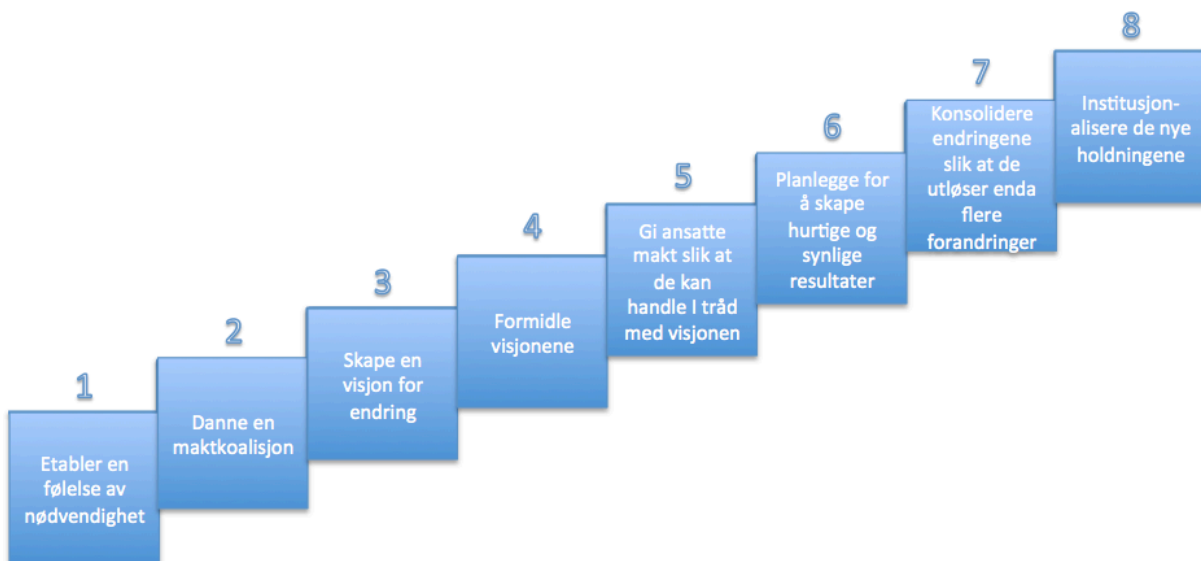 1
Etabler en
følelse av
nødvendighet
2
Danne en
maktkoalisjon
3
Skape en
visjon for
endring
4
Formidle
visjonene
5
Gi ansatte
makt slik at
de kan
handle I tråd
med visjonen
6
Planlegge for
å skape
hurtige og
synlige
resultater
7
Konsolidere
endringene
slik at de
utløser enda
flere
forandringer
8
Institusjon-
alisere de nye
holdningene